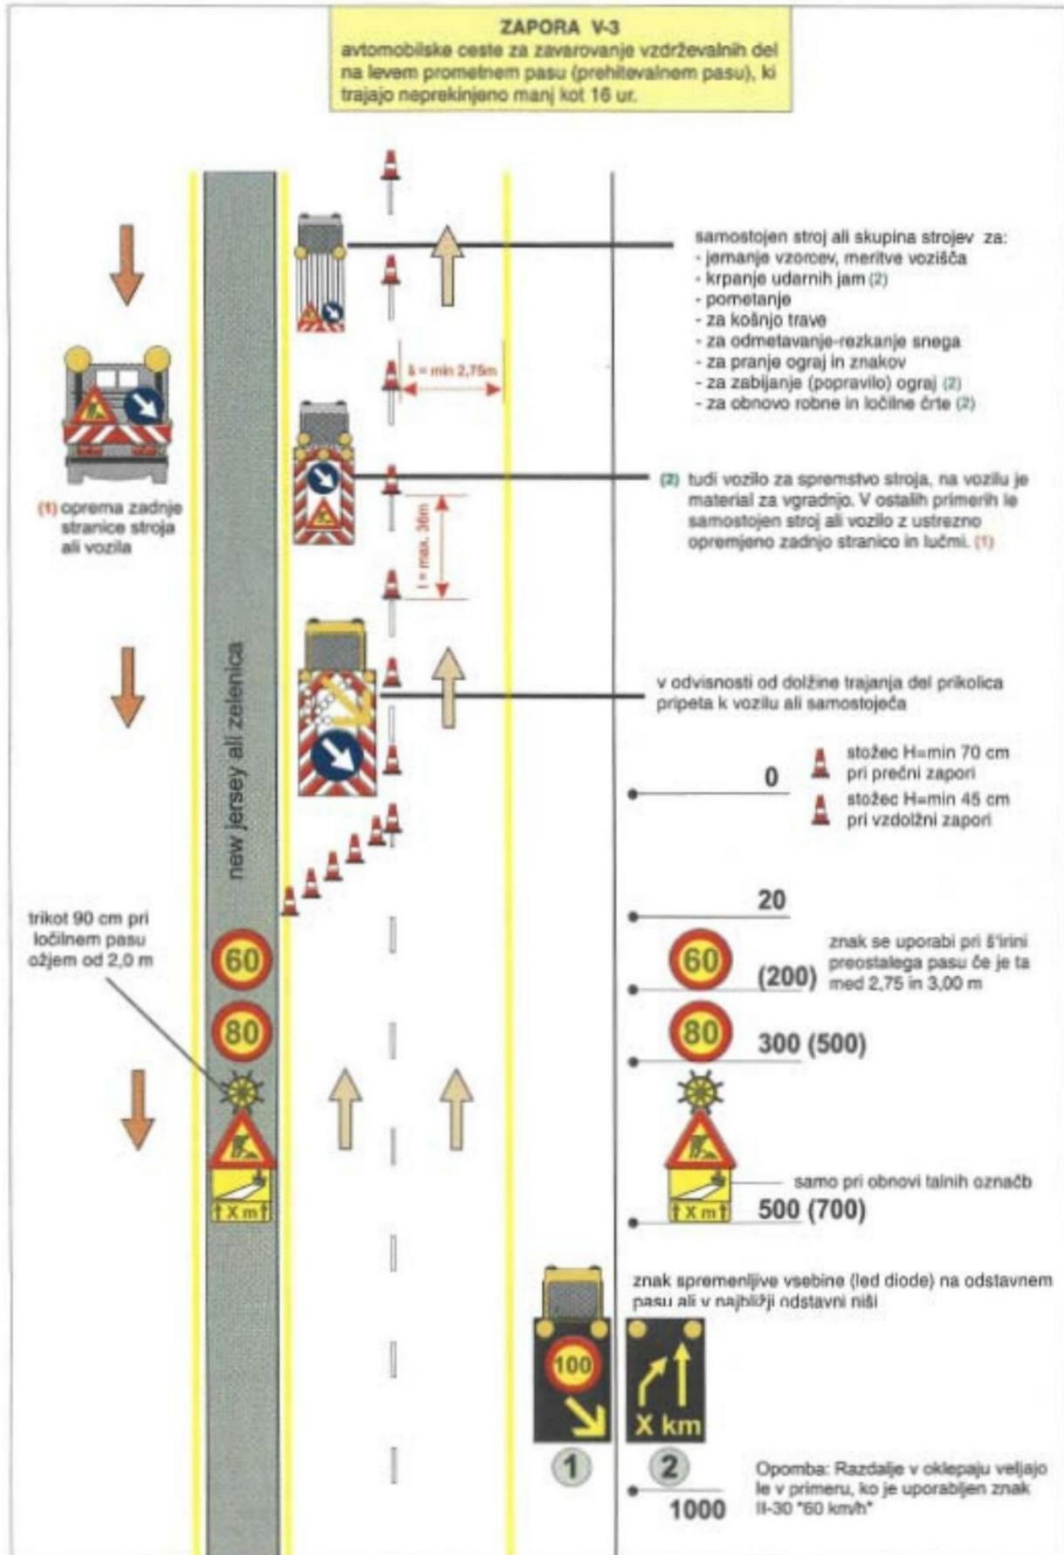 ZAPORA V-3
avtomobilske ceste za zavarovanje vzdrževalnih del
na levem prometnem pasu (prehitevalnem pasu), ki
trajajo neprekinjeno manj kot 16 ur.
samostojen stroj ali skupina strojev za:
- jemanje vzorcev, meritve vozišča
- krpanje udarnih jam (2)
- pometanje
- za košnjo trave
- za odmetavanje-rezkanje snega
- za pranje ograj in znakov
- za zabijanje (popravilo) ograj (2)
- za obnovo robne in ločilne črte (2)
š = min 2,75m
(1) oprema zadnje
stranice stroja
ali vozila
(2) tudi vozilo za spremstvo stroja, na vozilu je
material za vgradnjo. V ostalih primerih le
samostojen stroj ali vozilo z ustrezno
opremjeno zadnjo stranico in lučmi. (1)
l = max. 36m
new jersey ali zelenica
v odvisnosti od dolžine trajanja del prikolica
pripeta k vozilu ali samostoječa
0
stožec H=min 70 cm
pri prečni zapori
stožec H=min 45 cm
pri vzdolžni zapori
20
trikot 90 cm pri
ločilnem pasu
ožjem od 2,0 m
60
60
(200)
znak se uporabi pri š'irini
preostalega pasu če je ta
med 2,75 in 3,00 m
80
80
300 (500)
samo pri obnovi talnih označb
X m
X m
500 (700)
znak spremenljive vsebine (led diode) na odstavnem
pasu ali v najbližji odstavni niši
100
X km
1
2
1000
Opomba: Razdalje v oklepaju veljajo
le v primeru, ko je uporabljen znak
II-30 "60 km/h"